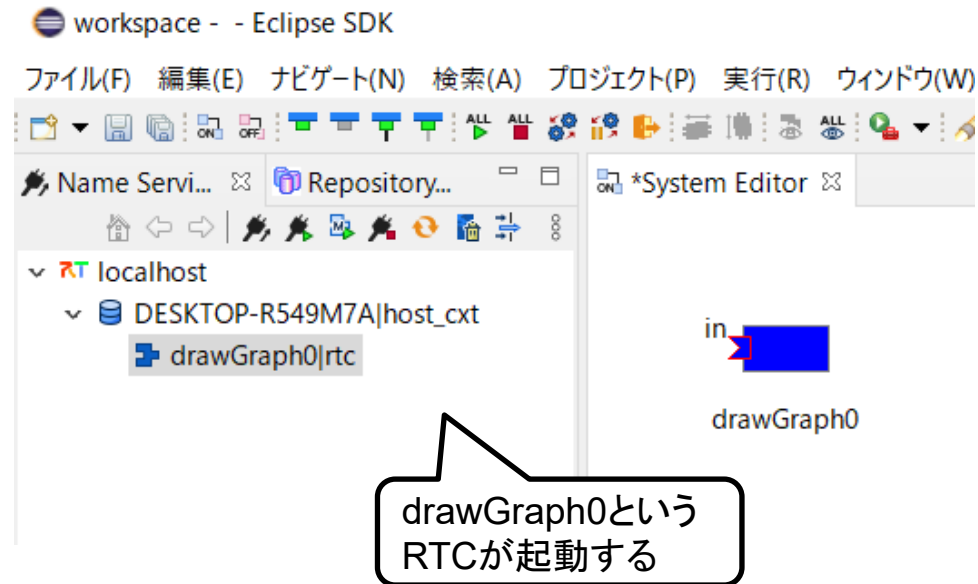 workspace - - Eclipse SDK
ファイル(F) 編集(E) ナビゲート(N) 検索(A) プロジェクト(P) 実行(R) ウィンドウ(W)
ON OFF ALL ALL ALL
Name Servi... Repository... *System Editor
RT localhost
DESKTOP-R549M7A|host_cxt
drawGraph0|rtc
in
drawGraph0
drawGraph0という
RTCが起動する